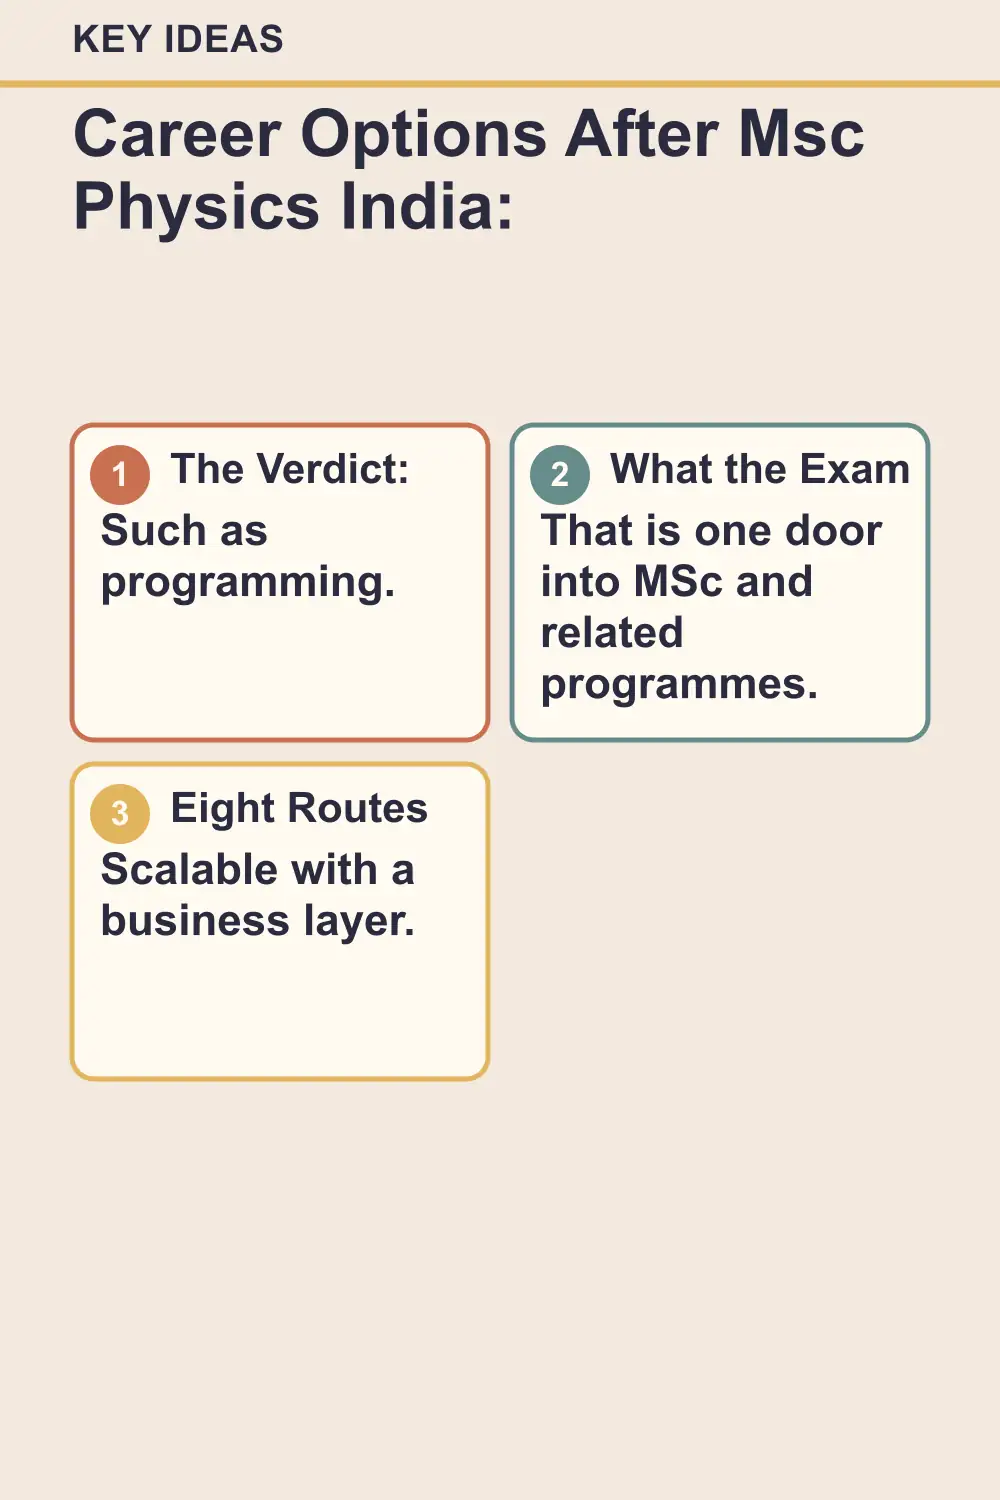 KEY IDEAS
Career Options After Msc
Physics India:
1 The Verdict:
Such as
programming.
2 What the Exam
That is one door
into MSc and
related
programmes.
3 Eight Routes
Scalable with a
business layer.